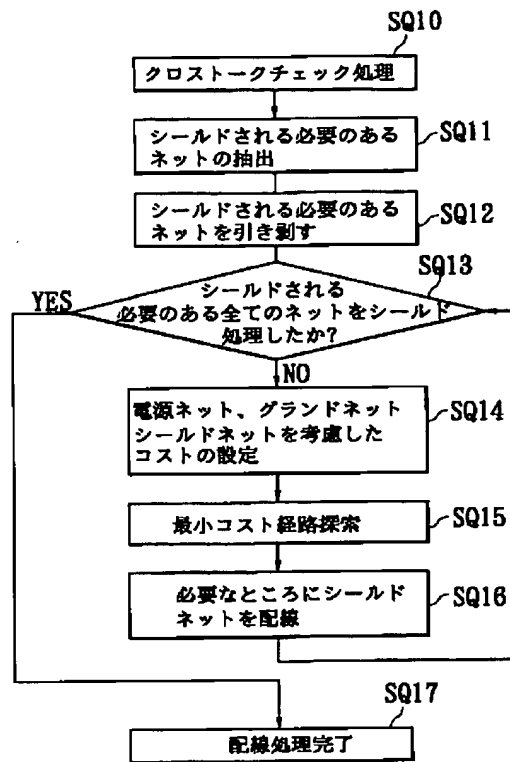 SQ10
クロストークチェック処理
シールドされる必要のある
ネットの抽出
SQ11
シールドされる必要のある
ネットを引き剥す
SQ12
SQ13
シールドされる
必要のある全てのネットをシールド
処理したか?
YES
NO
電源ネット、グランドネット
シールドネットを考慮した
コストの設定
SQ14
最小コスト経路探索
SQ15
必要なところにシールド
ネットを配線
SQ16
SQ17
配線処理完了